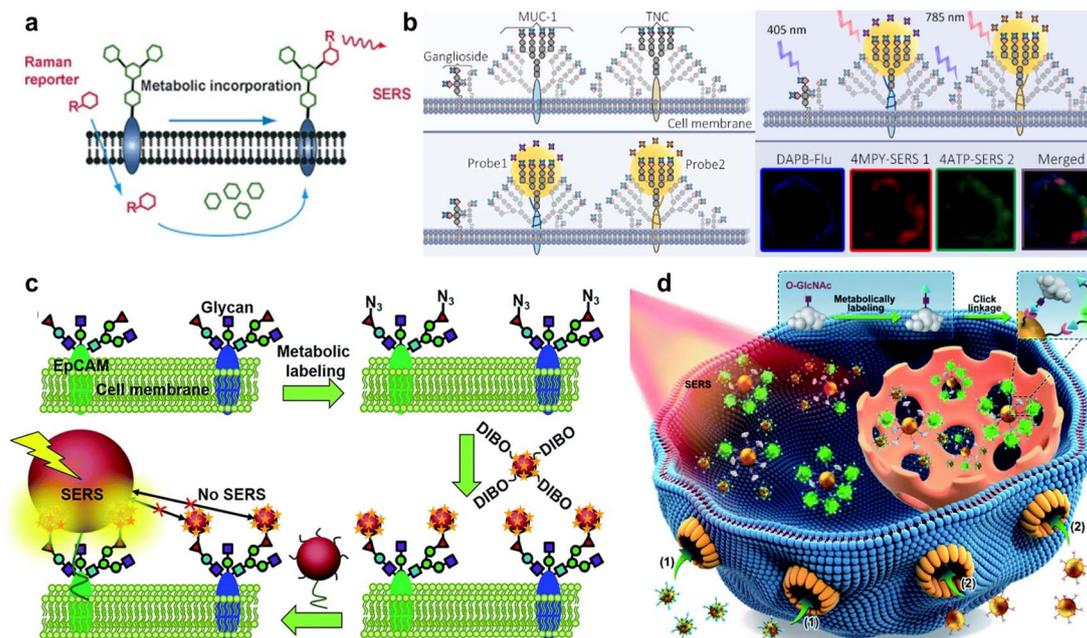 a
Raman
reporter
R
R
Metabolic incorporation
R
SERS
b
MUC-1
TNC
Ganglioside
Cell membrane
Probe1
Probe2
405 nm
785 nm
DAPB-Flu
4MPY-SERS 1
4ATP-SERS 2
Merged
c
Glycan
EpCAM
Cell membrane
Metabolic
labeling
N3
N3
N3
N3
DIBO
DIBO
DIBO
DIBO
SERS
No SERS
d
O-GlcNAc
Metabolically
labeling
Click
linkage
SERS
(1)
(1)
(2)
(2)